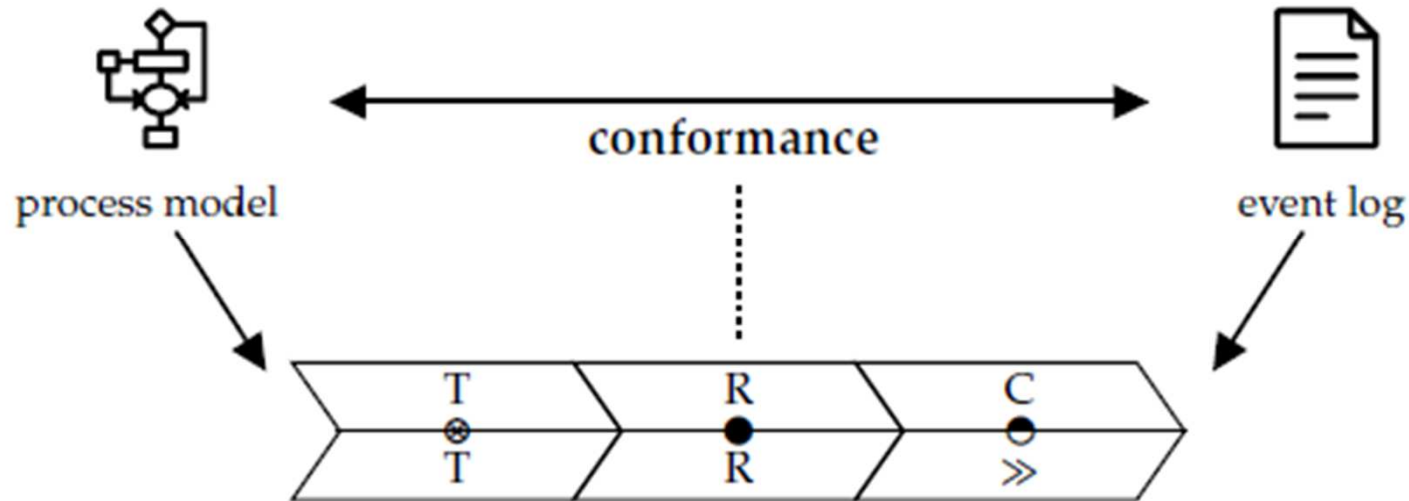 conformance
process model
event log
T R C
T R ≫